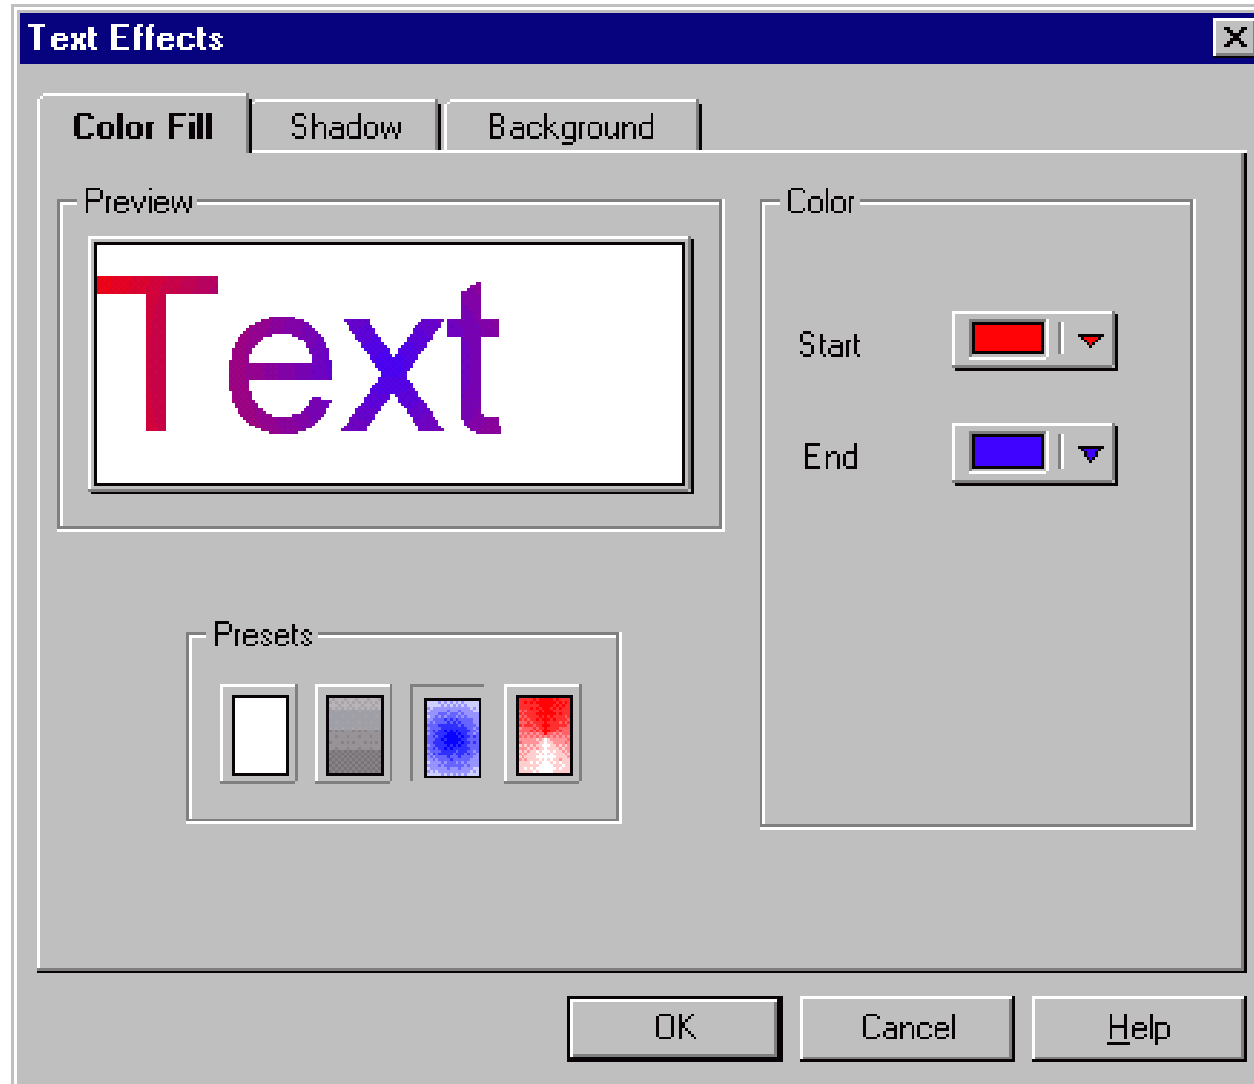 Text Effects
Color Fill Shadow Background
Preview
Text
Color
Start
End
Presets
OK Cancel Help